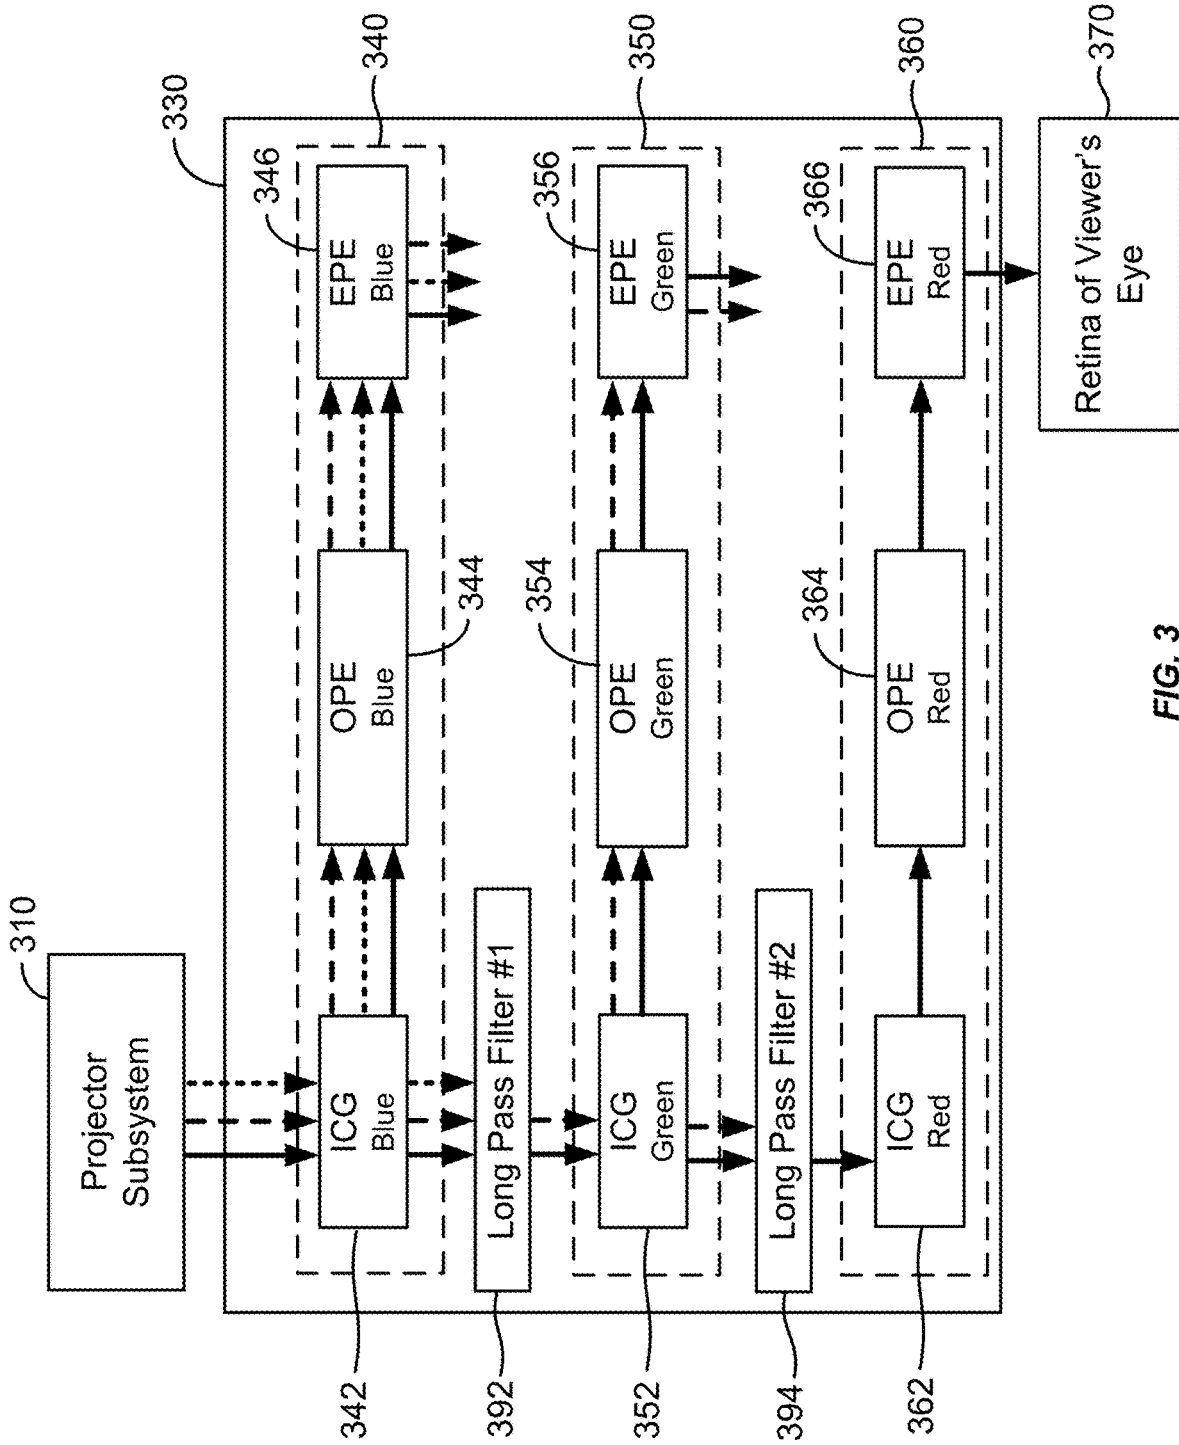 310
Projector
Subsystem
330
340
346
EPE
Blue
344
OPE
Blue
342
ICG
Blue
392
Long Pass Filter #1
350
356
EPE
Green
354
OPE
Green
352
ICG
Green
394
Long Pass Filter #2
360
366
EPE
Red
364
OPE
Red
362
ICG
Red
370
Retina of Viewer's
Eye
FIG. 3